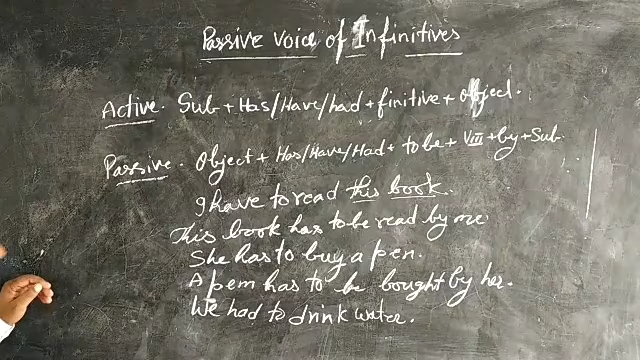 Passive voice of Infinitives
Active. Sub + Has/Have/had + finitive + object.
Passive. Object + Has/Have/Had + to be + VIII + by + Sub.
I have to read this book.
This book has to be read by me.
She has to buy a pen.
A pem has to be bought by her.
We had to drink water.